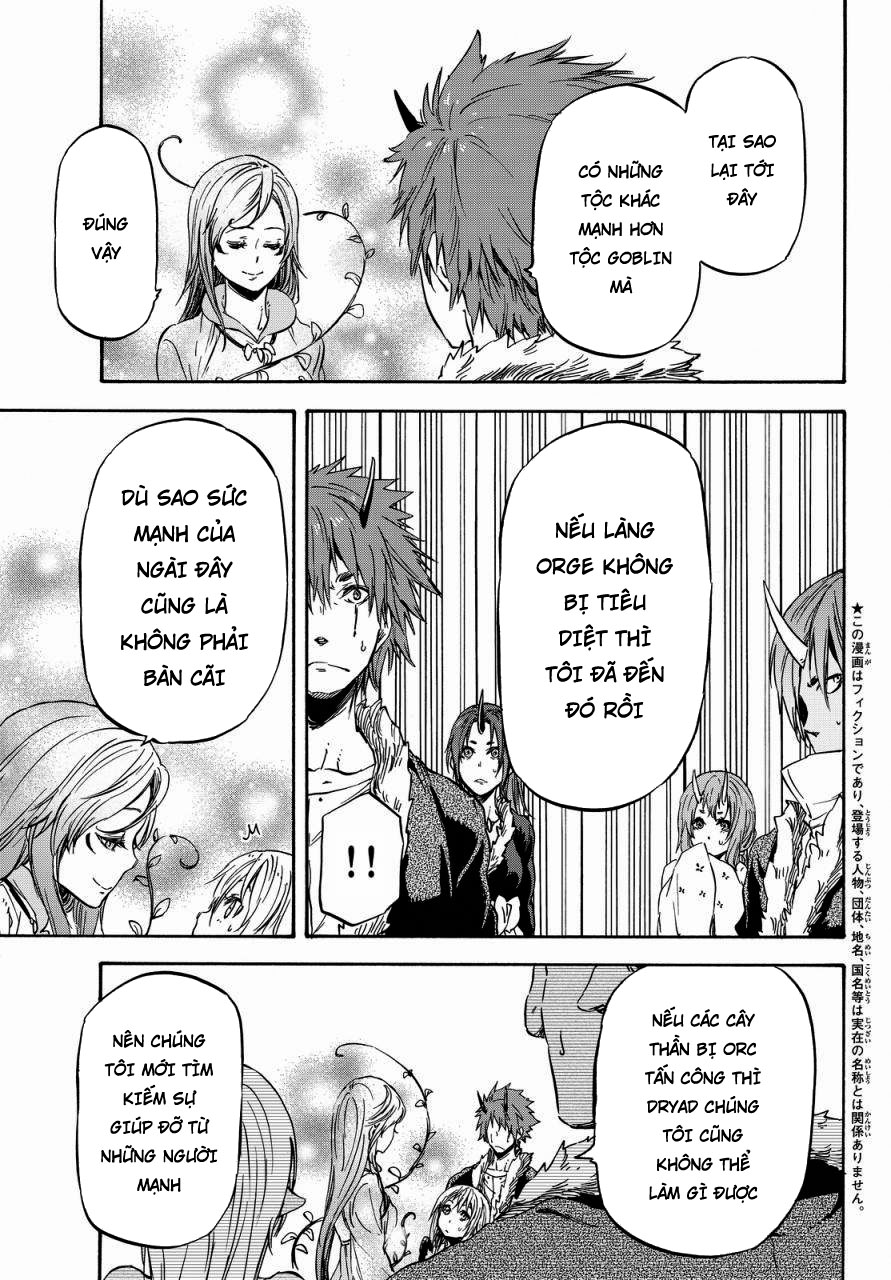 TẠI SAO
LẠI TỚI
ĐÂY
CÓ NHỮNG
TỘC KHÁC
MẠNH HƠN
TỘC GOBLIN
MÀ
ĐÚNG
VẬY
NẾU LÀNG
ORGE KHÔNG
BỊ TIÊU
DIỆT THÌ
TÔI ĐÃ ĐẾN
ĐÓ RỒI
!!
DÙ SAO SỨC
MẠNH CỦA
NGÀI ĐÂY
CŨNG LÀ
KHÔNG PHẢI
BÀN CÃI
NẾU CÁC CÂY
THẦN BỊ ORC
TẤN CÔNG THÌ
DRYAD CHÚNG
TÔI CŨNG
KHÔNG THỂ
LÀM GÌ ĐƯỢC
NÊN CHÚNG
TÔI MỚI TÌM
KIẾM SỰ
GIÚP ĐỠ TỪ
NHỮNG NGƯỜI
MẠNH
★この漫画はフィクションであり、登場する人物、団体、地名、国名等は実在の名称とは関係ありません。